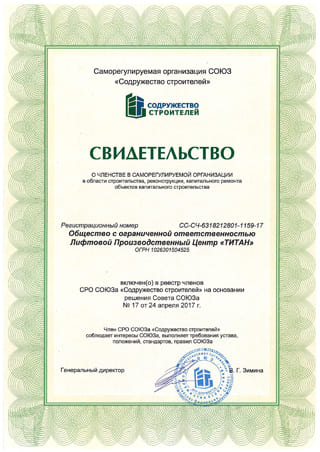 Саморегулируемая организация СОЮЗ
«Содружество строителей»
СОДРУЖЕСТВО
СТРОИТЕЛЕЙ
СВИДЕТЕЛЬСТВО
О ЧЛЕНСТВЕ В САМОРЕГУЛИРУЕМОЙ ОРГАНИЗАЦИИ
в области строительства, реконструкции, капитального ремонта
объектов капитального строительства
Регистрационный номер СС-СЧ-6318212801-1159-17
Общество с ограниченной ответственностью
Лифтовой Производственный Центр «ТИТАН»
ОГРН 1026301504525
включен(о) в реестр членов
СРО СОЮЗа «Содружество строителей» на основании
решения Совета СОЮЗа
№ 17 от 24 апреля 2017 г.
Член СРО СОЮЗа «Содружество строителей»
соблюдает интересы СОЮЗа, выполняет требования устава,
положений, стандартов, правил СОЮЗа
Генеральный директор Г. Зимина